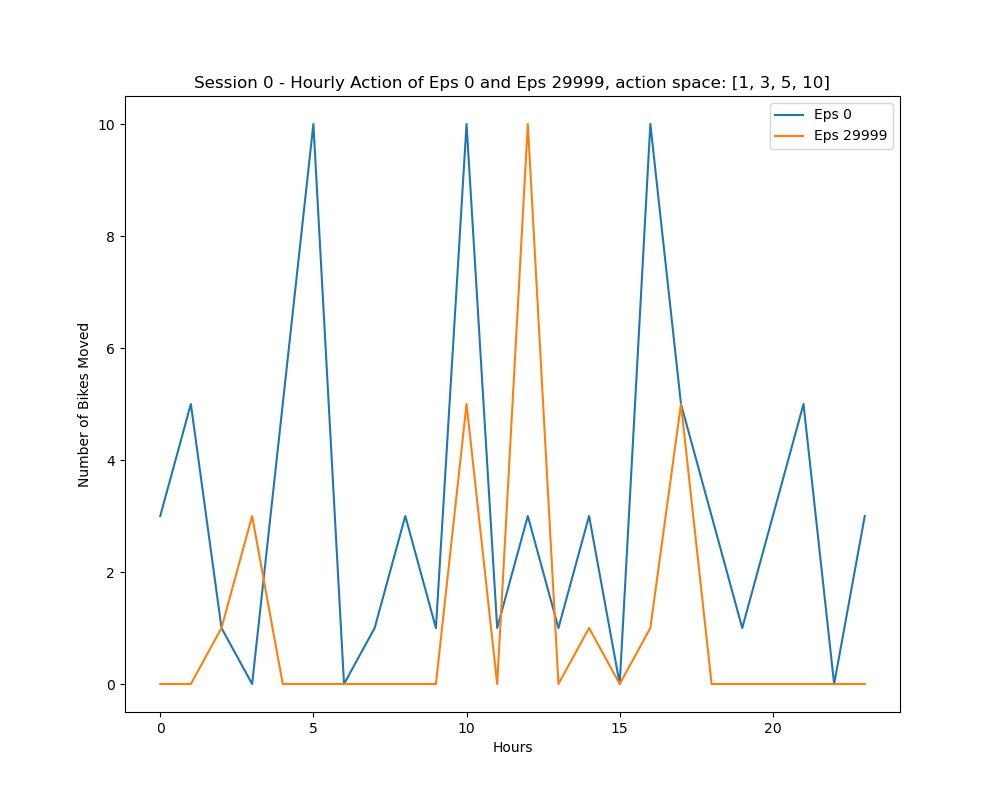 Session 0 - Hourly Action of Eps 0 and Eps 29999, action space: [1, 3, 5, 10]
Eps 0
Eps 29999
10
8
6
4
2
0
Number of Bikes Moved
0 5 10 15 20
Hours